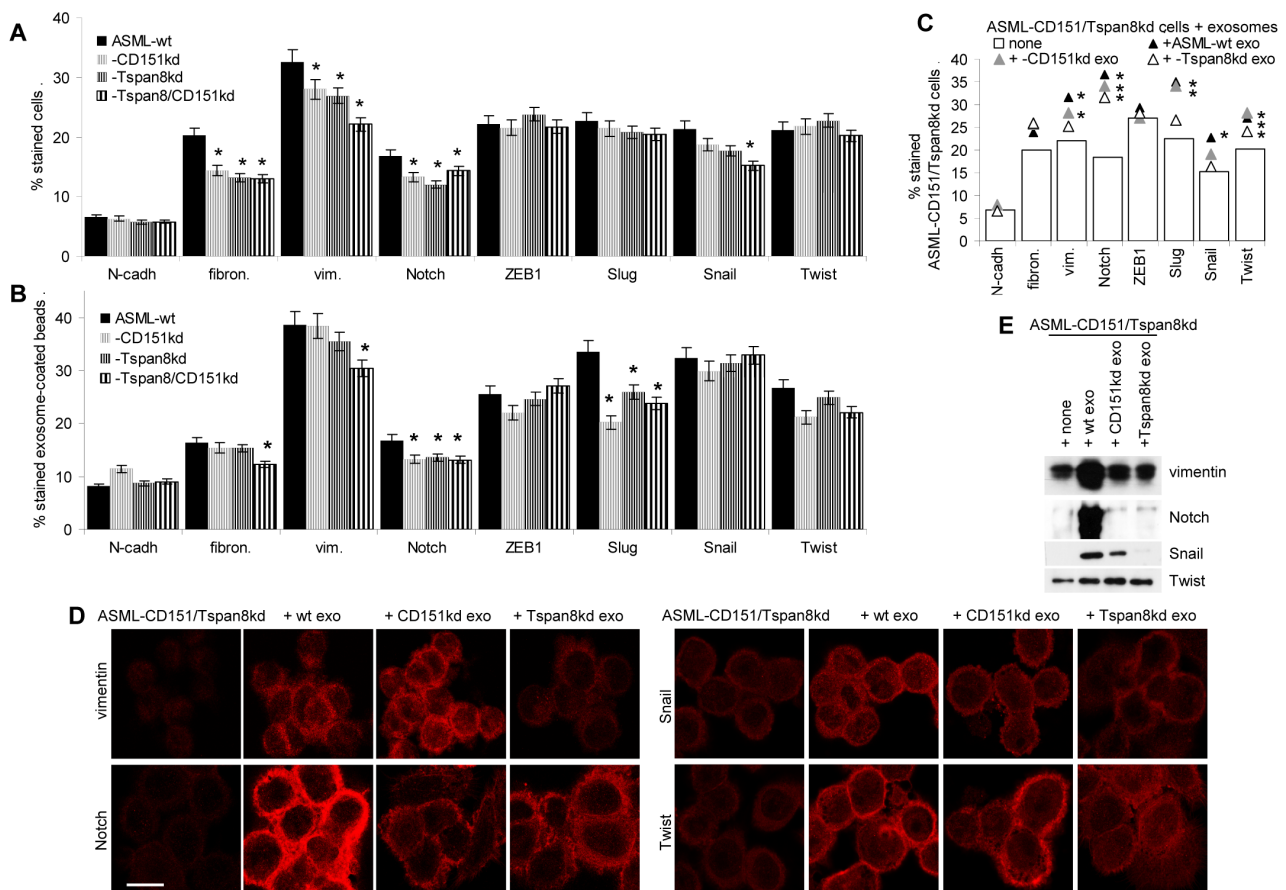 A
ASML-wt
-CD151kd
-Tspan8kd
-Tspan8/CD151kd
% stained cells .
40
30
20
10
0
* * * * * * * * * *
N-cadh fibron. vim. Notch ZEB1 Slug Snail Twist
B
ASML-wt
-CD151kd
-Tspan8kd
-Tspan8/CD151kd
% stained exosome-coated beads .
40
30
20
10
0
* * * * * * * *
N-cadh fibron. vim. Notch ZEB1 Slug Snail Twist
C
ASML-CD151/Tspan8kd cells + exosomes
none +ASML-wt exo
+ -CD151kd exo + -Tspan8kd exo
% stained
ASML-CD151/Tspan8kd cells .
40
35
30
25
20
15
10
5
0
* * * * * * * * * * *
N-cadh fibron. vim. Notch ZEB1 Slug Snail Twist
E
ASML-CD151/Tspan8kd
+ none
+ wt exo
+ CD151kd exo
+Tspan8kd exo
vimentin
Notch
Snail
Twist
D
ASML-CD151/Tspan8kd + wt exo + CD151kd exo + Tspan8kd exo
vimentin
Notch
ASML-CD151/Tspan8kd + wt exo + CD151kd exo + Tspan8kd exo
Snail
Twist